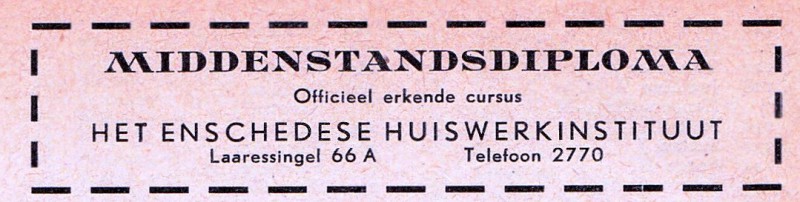 MIDDENSTANDSDIPLOMA
Officieel erkende cursus
HET ENSCHEDESE HUISWERKINSTITUUT
Laaressingel 66 A Telefoon 2770